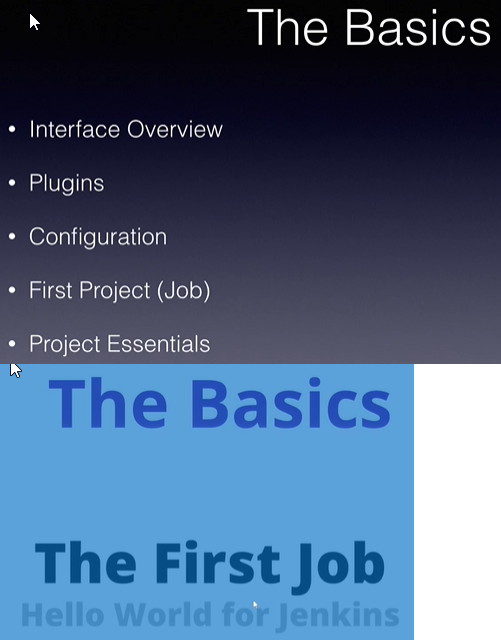 The Basics
• Interface Overview
• Plugins
• Configuration
• First Project (Job)
• Project Essentials
The Basics
The First Job
Hello World for Jenkins